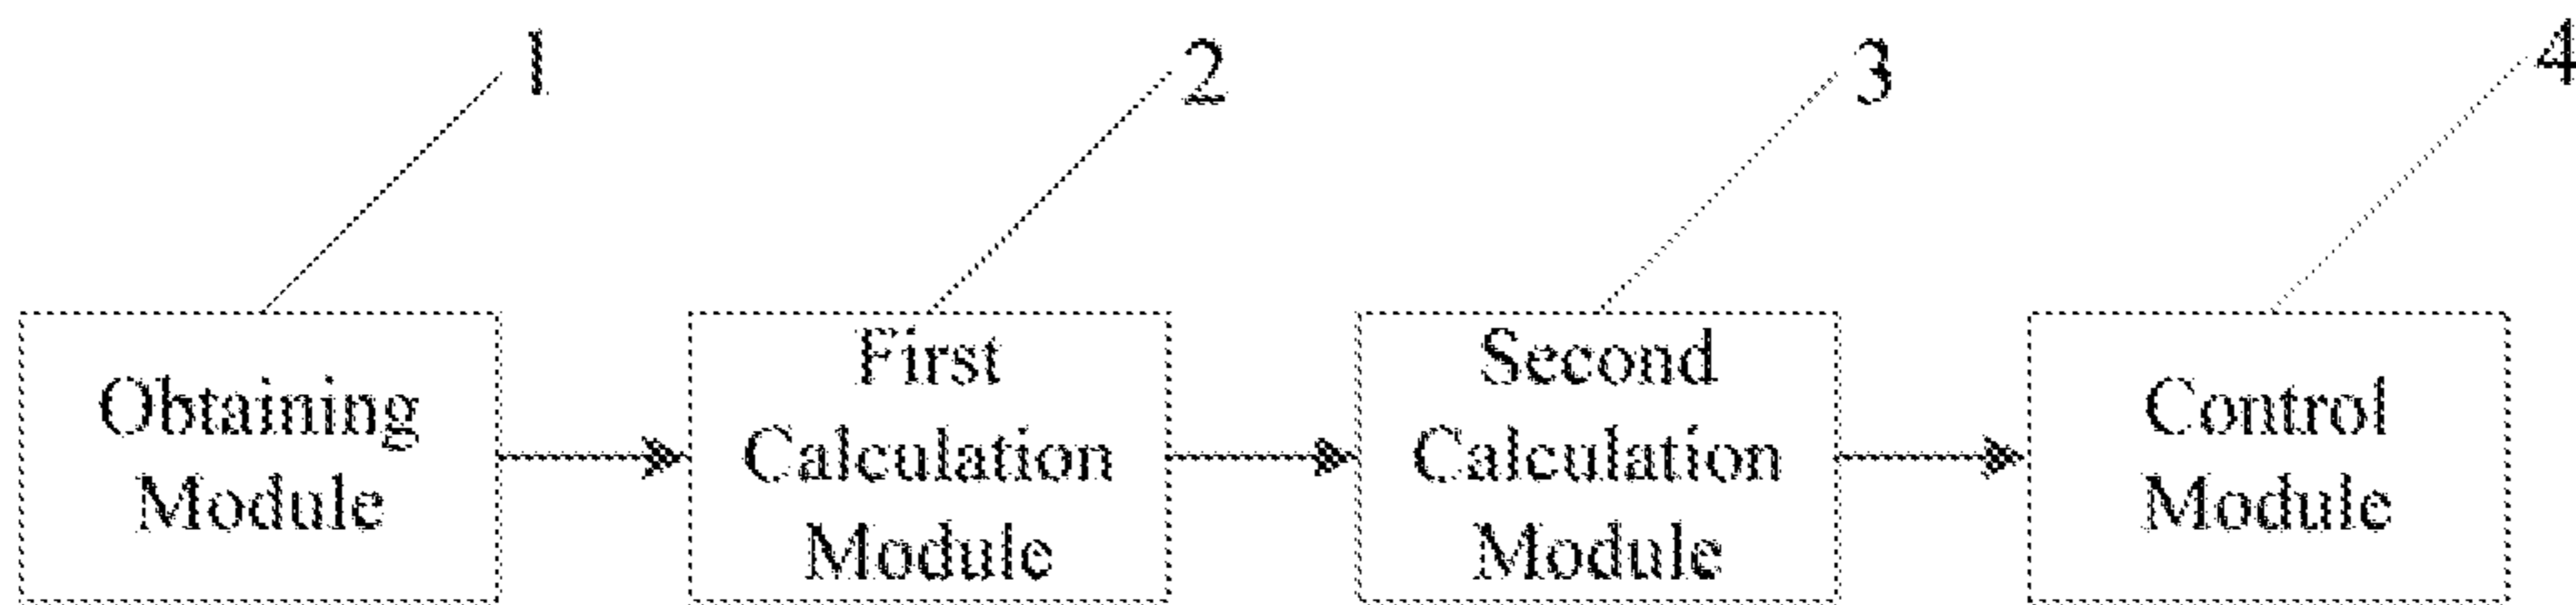 1
2
3
4
Obtaining
Module
First
Calculation
Module
Second
Calculation
Module
Control
Module